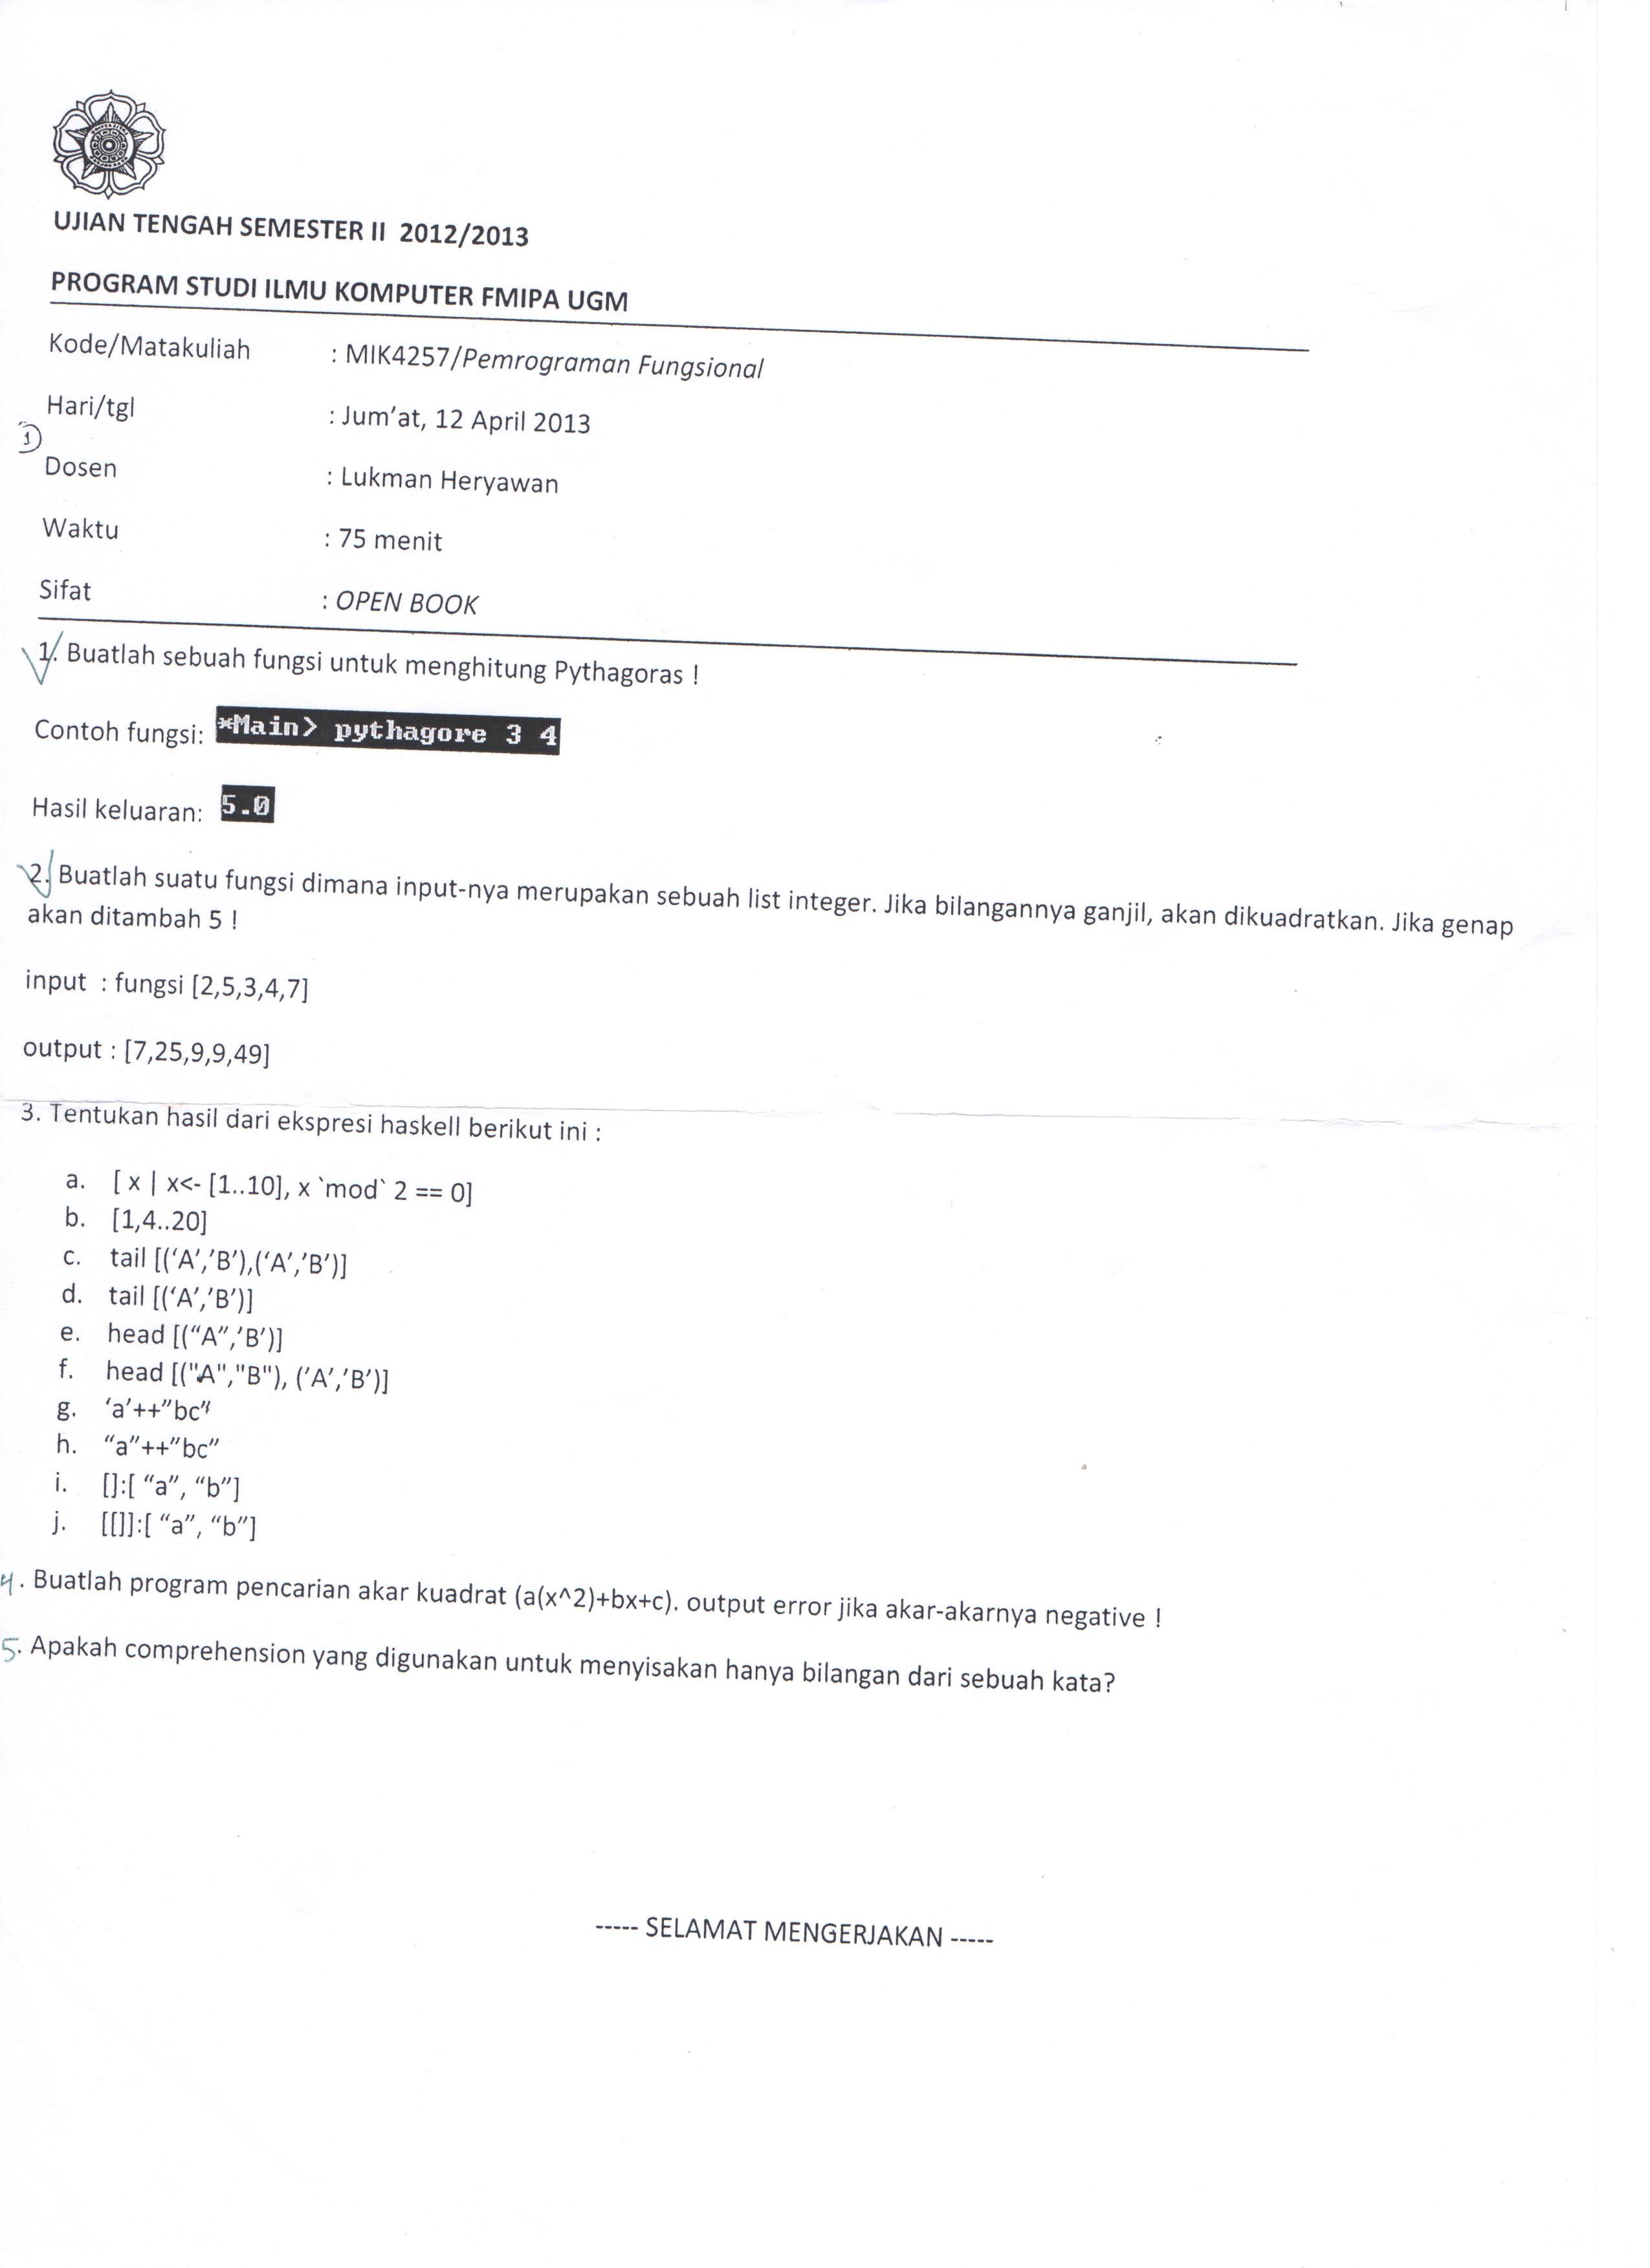 UJIAN TENGAH SEMESTER II 2012/2013
PROGRAM STUDI ILMU KOMPUTER FMIPA UGM
Kode/Matakuliah : MIK4257/Pemrograman Fungsional
Hari/tgl : Jum'at, 12 April 2013
1)
Dosen : Lukman Heryawan
Waktu : 75 menit
Sifat : OPEN BOOK
1. Buatlah sebuah fungsi untuk menghitung Pythagoras !
Contoh fungsi: *Main> pythagore 3 4
Hasil keluaran: 5.0
2. Buatlah suatu fungsi dimana input-nya merupakan sebuah list integer. Jika bilangannya ganjil, akan dikuadratkan. Jika genap
akan ditambah 5 !
input : fungsi [2,5,3,4,7]
output : [7,25,9,9,49]
3. Tentukan hasil dari ekspresi haskell berikut ini :
a. [ x | x<- [1..10], x `mod` 2 == 0]
b. [1,4..20]
c. tail [(‘A’,’B’),(‘A’,’B’)]
d. tail [(‘A’,’B’)]
e. head [(“A”,’B’)]
f. head [("A","B"), (’A’,’B’)]
g. ‘a’++”bc”
h. “a”++”bc”
i. []:[ “a”, “b”]
j. [[]]:[ “a”, “b”]
4. Buatlah program pencarian akar kuadrat (a(x^2)+bx+c). output error jika akar-akarnya negative !
5. Apakah comprehension yang digunakan untuk menyisakan hanya bilangan dari sebuah kata?
----- SELAMAT MENGERJAKAN -----